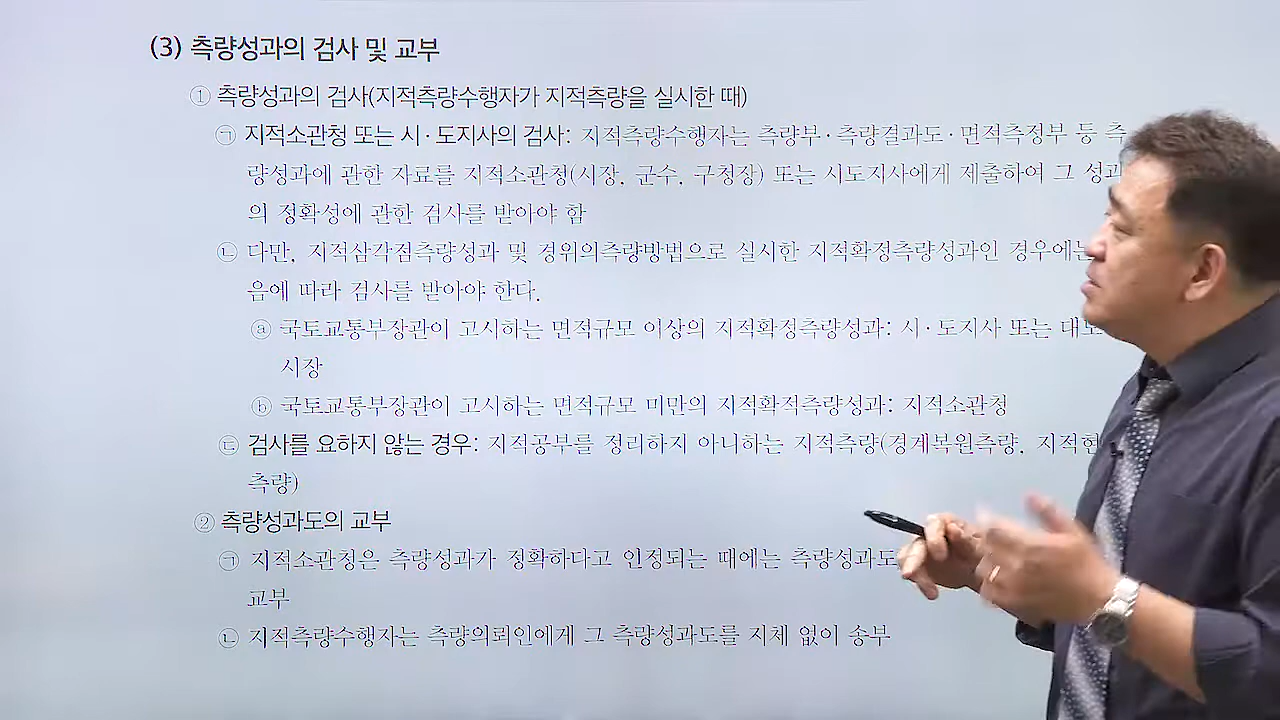 (3) 측량성과의 검사 및 교부
① 측량성과의 검사(지적측량수행자가 지적측량을 실시한 때)
㉠ 지적소관청 또는 시·도지사의 검사: 지적측량수행자는 측량부·측량결과도·면적측정부 등 측
량성과에 관한 자료를 지적소관청(시장, 군수, 구청장) 또는 시도지사에게 제출하여 그 성과
의 정확성에 관한 검사를 받아야 함
㉡ 다만, 지적삼각점측량성과 및 경위의측량방법으로 실시한 지적확정측량성과인 경우에는
음에 따라 검사를 받아야 한다.
ⓐ 국토교통부장관이 고시하는 면적규모 이상의 지적확정측량성과: 시·도지사 또는
시장
ⓑ 국토교통부장관이 고시하는 면적규모 미만의 지적확적측량성과: 지적소관청
㉢ 검사를 요하지 않는 경우: 지적공부를 정리하지 아니하는 지적측량(경계복원측량,
측량)
② 측량성과도의 교부
㉠ 지적소관청은 측량성과가 정확하다고 인정되는 때에는 측량성과도
교부
㉡ 지적측량수행자는 측량의뢰인에게 그 측량성과도를 지체 없이 송부